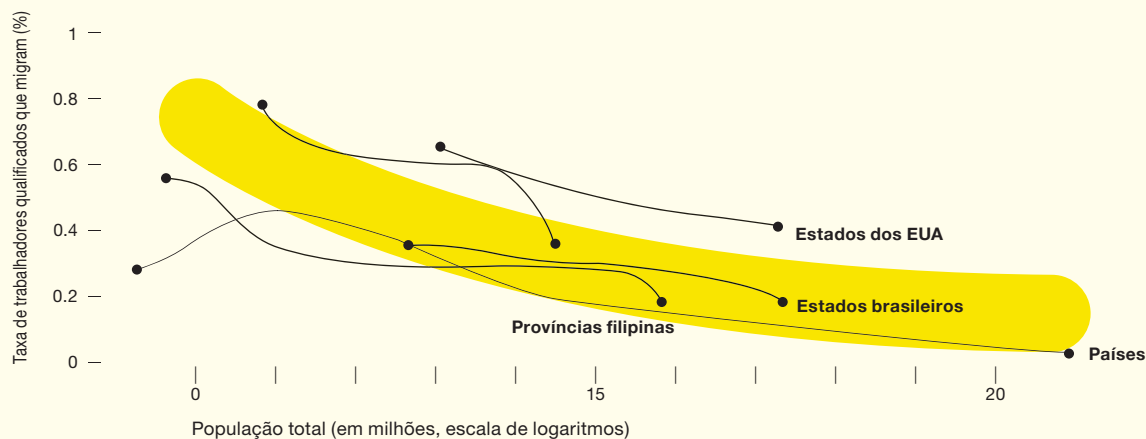 Taxa de trabalhadores qualificados que migram (%)
1
0.8
0.6
0.4
0.2
0
Estados dos EUA
Estados brasileiros
Províncias filipinas
Países
0
15
20
População total (em milhões, escala de logaritmos)